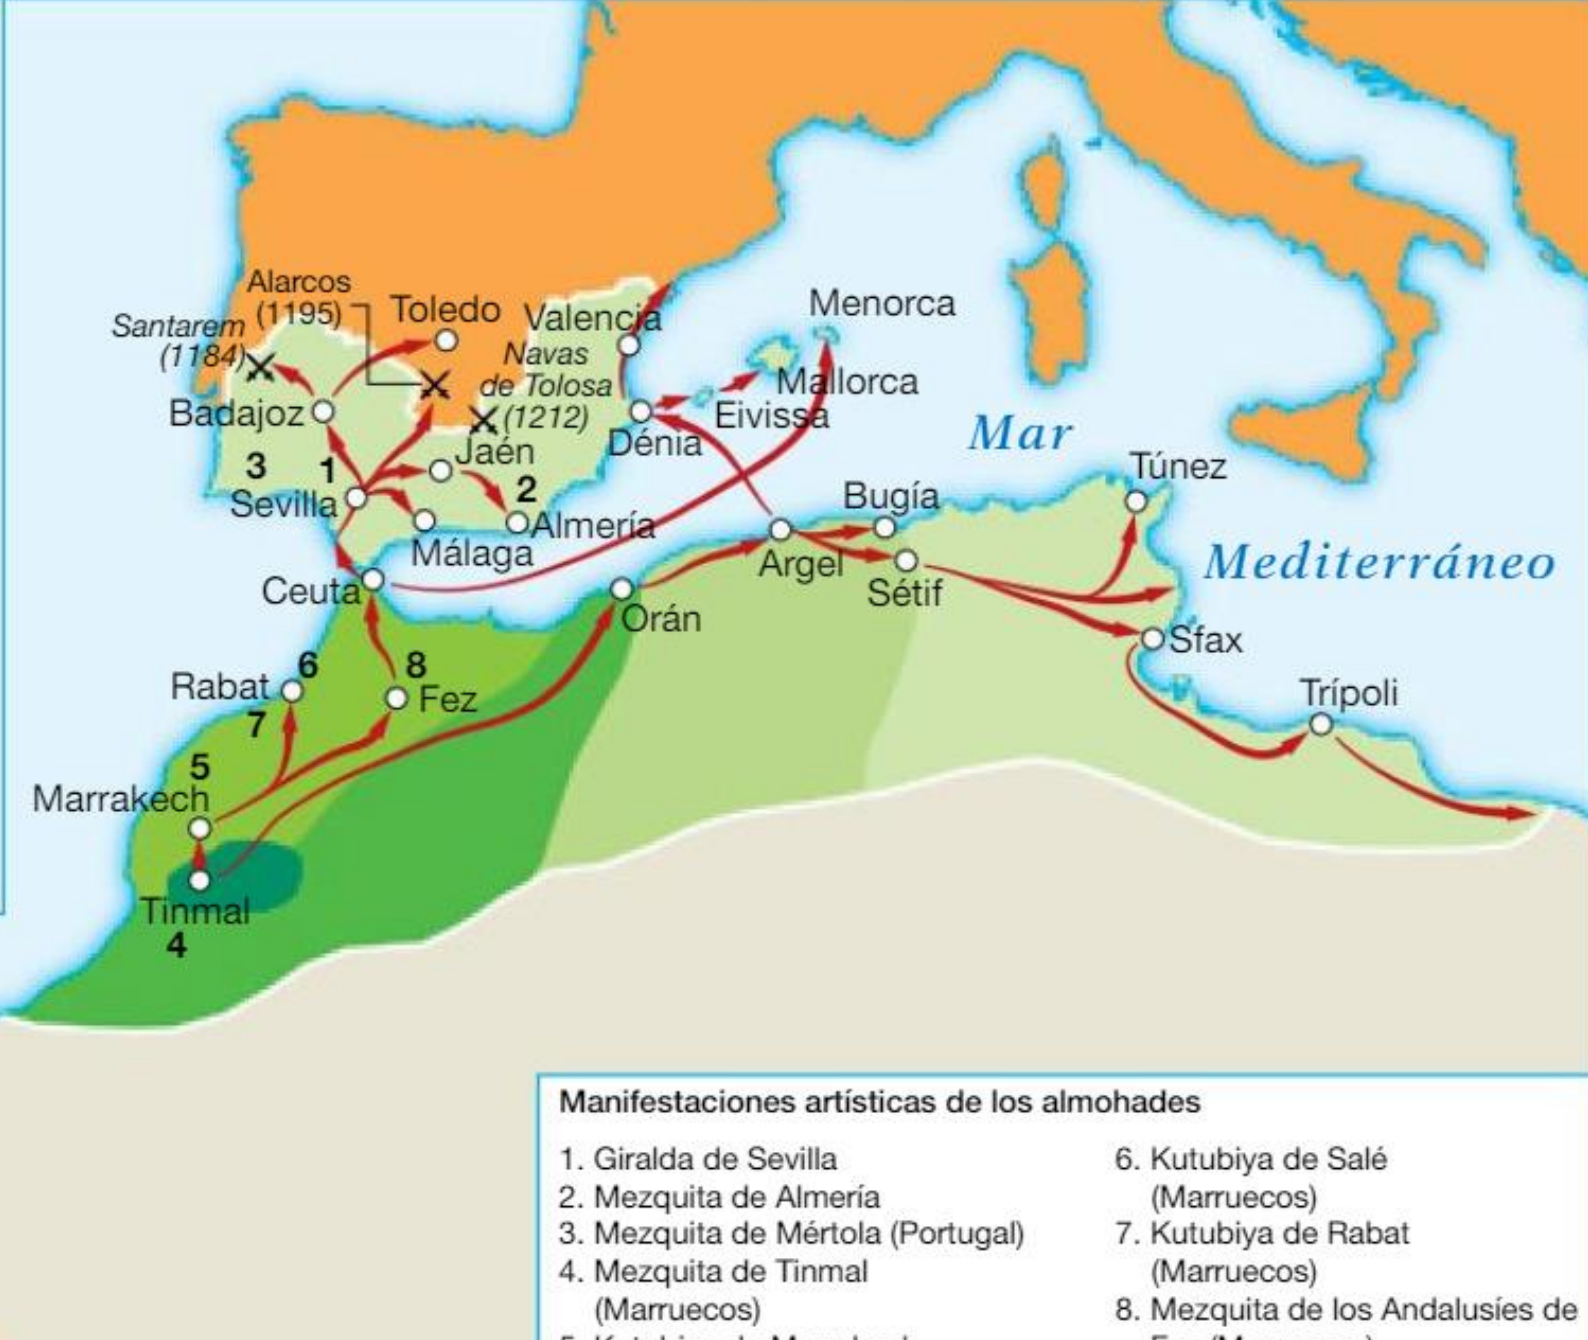 Alarcos
(1195)
Santarem
(1184)
Toledo
Valencia
Menorca
Navas
de Tolosa
(1212)
Mallorca
Eivissa
Badajoz
Dénia
Mar
Jaén
3
1
2
Sevilla
Almería
Málaga
Bugía
Túnez
Argel
Sétif
Mediterráneo
Ceuta
Orán
Sfax
6
8
Rabat
Fez
7
Trípoli
5
Marrakech
Tinmal
4
Manifestaciones artísticas de los almohades
1. Giralda de Sevilla
2. Mezquita de Almería
3. Mezquita de Mértola (Portugal)
4. Mezquita de Tinmal
(Marruecos)
6. Kutubiya de Salé
(Marruecos)
7. Kutubiya de Rabat
(Marruecos)
8. Mezquita de los Andalusíes de